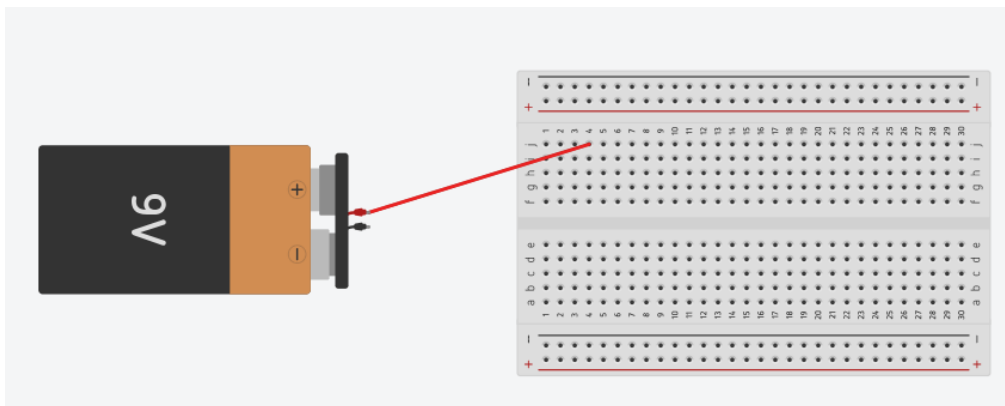 9V
+
−
− −
+ +
1 2 3 4 5 6 7 8 9 10 11 12 13 14 15 16 17 18 19 20 21 22 23 24 25 26 27 28 29 30
j j
i i
h h
g g
f f
e e
d d
c c
b b
a a
1 2 3 4 5 6 7 8 9 10 11 12 13 14 15 16 17 18 19 20 21 22 23 24 25 26 27 28 29 30
− −
+ +